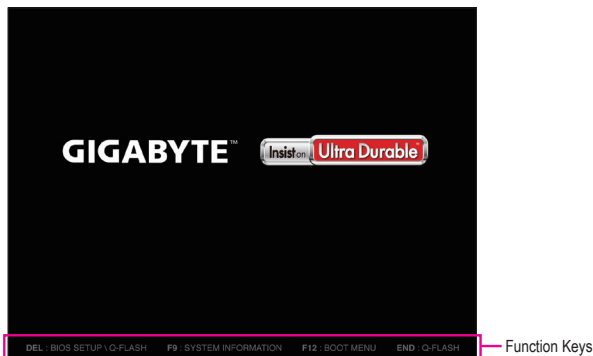 GIGABYTE™
Insist on Ultra Durable™
DEL : BIOS SETUP \ Q-FLASH F9 : SYSTEM INFORMATION F12 : BOOT MENU END : Q-FLASH
Function Keys